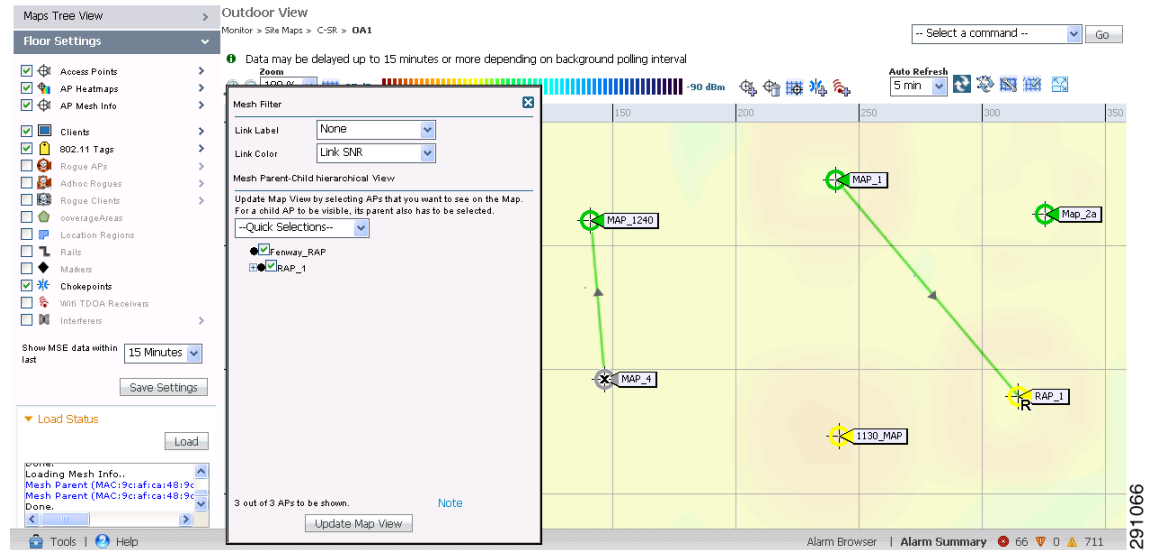 Maps Tree View
Floor Settings
Access Points
AP Heatmaps
AP Mesh Info
Clients
802.11 Tags
Rogue APs
Adhoc Rogues
Rogue Clients
coverageAreas
Location Regions
Rails
Markers
Chokepoints
Wifi TDOA Receivers
Interferers
Show MSE data within last 15 Minutes
Save Settings
Load Status
Load
Done.
Loading Mesh Info..
Mesh Parent (MAC:9c:af:ca:48:9c
Mesh Parent (MAC:9c:af:ca:48:9c
Done.
Tools | Help
Outdoor View
Monitor > Site Maps > C-SR > OA1
-- Select a command -- Go
Data may be delayed up to 15 minutes or more depending on background polling interval
Zoom
100 %
-90 dBm
Auto Refresh
5 min
Mesh Filter
Link Label None
Link Color Link SNR
Mesh Parent-Child hierarchical View
Update Map View by selecting APs that you want to see on the Map.
For a child AP to be visible, its parent also has to be selected.
--Quick Selections--
Fenway_RAP
RAP_1
3 out of 3 APs to be shown. Note
Update Map View
150 200 250 300 350
MAP_1
MAP_1240
Map_2a
MAP_4
RAP_1
R
1130_MAP
Alarm Browser | Alarm Summary 66 0 711
291066